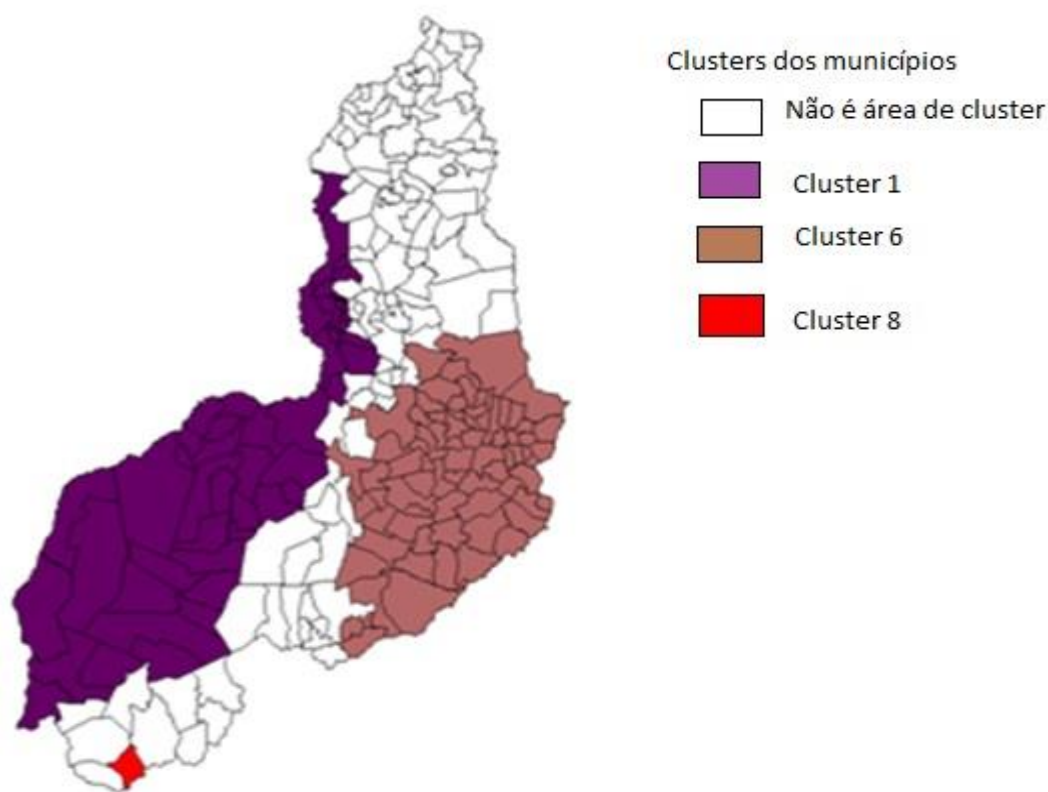 Clusters dos municípios
Não é área de cluster
Cluster 1
Cluster 6
Cluster 8